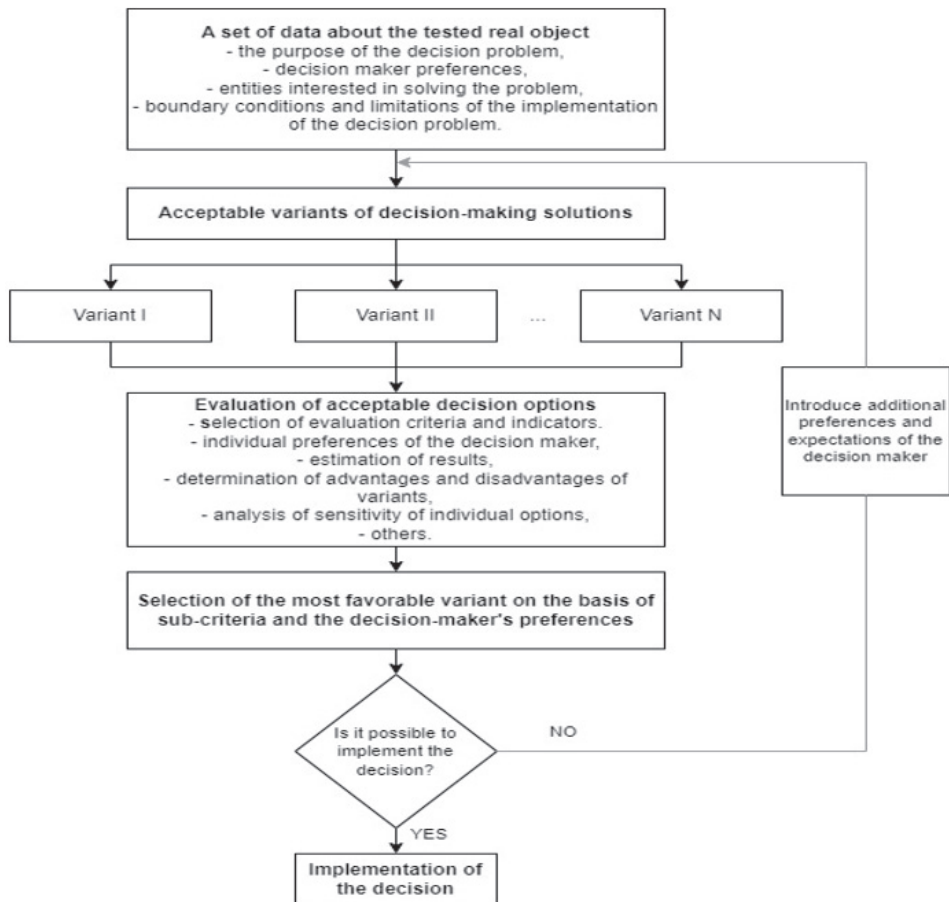 A set of data about the tested real object
- the purpose of the decision problem,
- decision maker preferences,
- entities interested in solving the problem,
- boundary conditions and limitations of the implementation
of the decision problem.
Acceptable variants of decision-making solutions
Variant I
Variant II
...
Variant N
Evaluation of acceptable decision options
- selection of evaluation criteria and indicators.
- individual preferences of the decision maker,
- estimation of results,
- determination of advantages and disadvantages of
variants,
- analysis of sensitivity of individual options,
- others.
Introduce additional
preferences and
expectations of the
decision maker
Selection of the most favorable variant on the basis of
sub-criteria and the decision-maker's preferences
Is it possible to
implement the
decision?
NO
YES
Implementation of
the decision